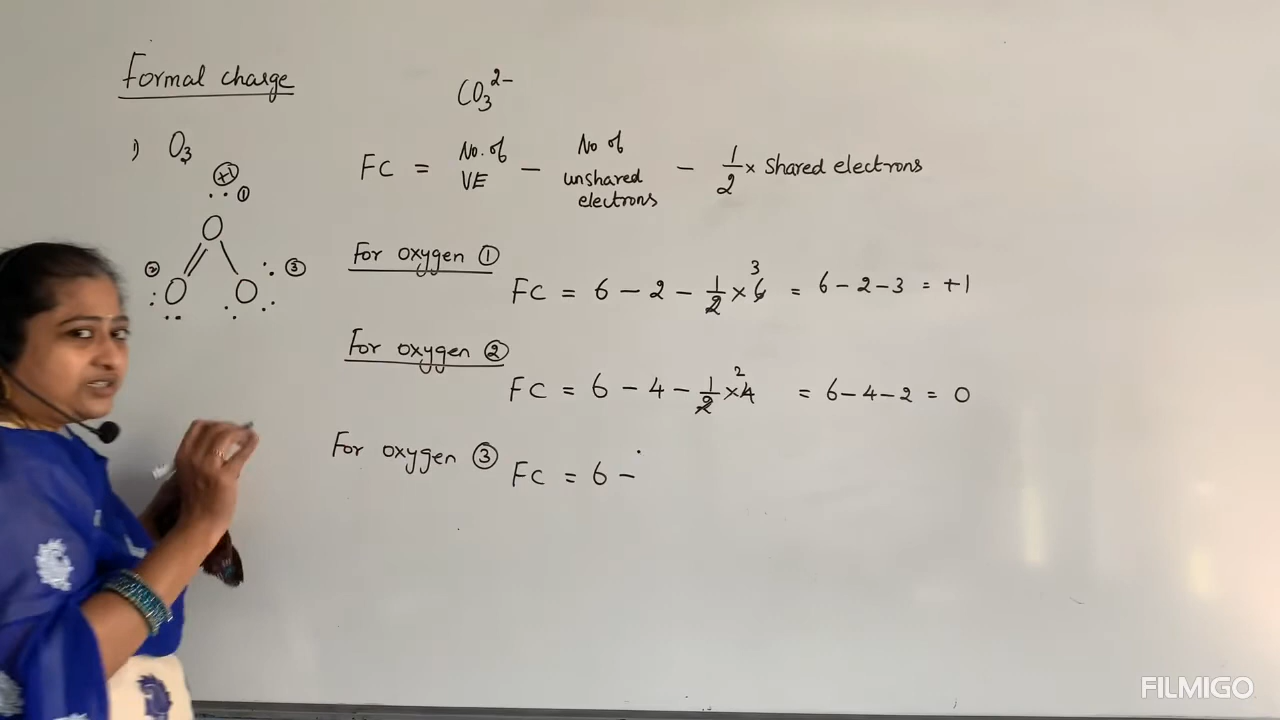 Formal charge
CO₃²⁻
1) O₃
FC = No. of VE − No of unshared electrons − 1/2 × Shared electrons
+1
①
O
② O O ③
For oxygen ①
FC = 6 − 2 − 1/2 × 6 3 = 6 − 2 − 3 = +1
For oxygen ②
FC = 6 − 4 − 1/2 × 4 2 = 6 − 4 − 2 = 0
For oxygen ③ FC = 6 −
FILMIGO